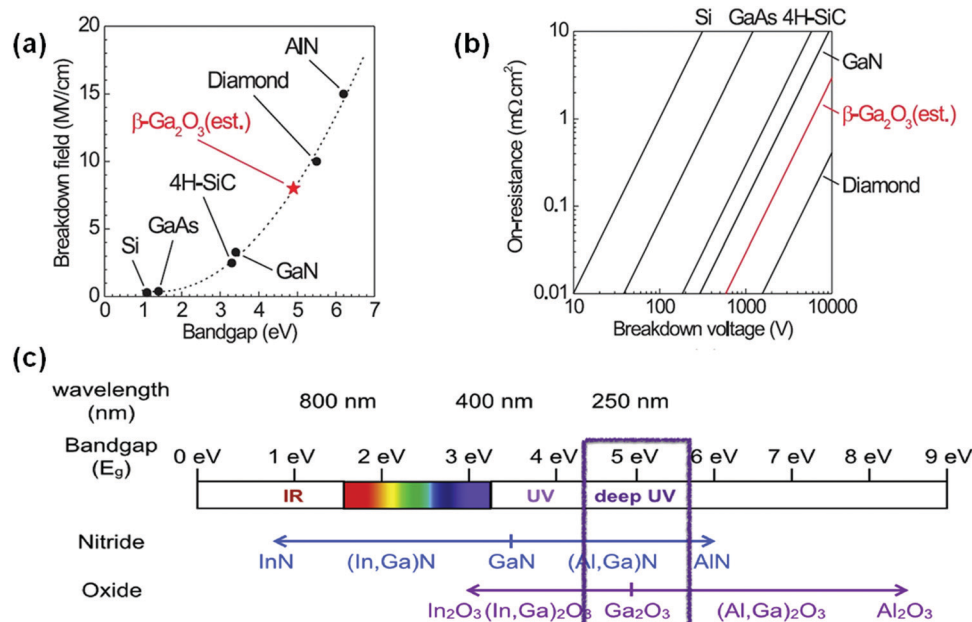 (a)
Breakdown field (MV/cm)
20
15
10
5
0
0 1 2 3 4 5 6 7
Bandgap (eV)
AlN
Diamond
β-Ga₂O₃(est.)
4H-SiC
GaAs
Si
GaN
(b)
Si GaAs 4H-SiC
On-resistance (mΩcm²)
10
1
0.1
0.01
10 100 1000 10000
Breakdown voltage (V)
GaN
β-Ga₂O₃(est.)
Diamond
(c)
wavelength
(nm)
800 nm 400 nm 250 nm
Bandgap
(Eg)
0 eV 1 eV 2 eV 3 eV 4 eV 5 eV 6 eV 7 eV 8 eV 9 eV
IR UV deep UV
Nitride
InN (In,Ga)N GaN (Al,Ga)N AlN
Oxide
In₂O₃ (In,Ga)₂O₃ Ga₂O₃ (Al,Ga)₂O₃ Al₂O₃